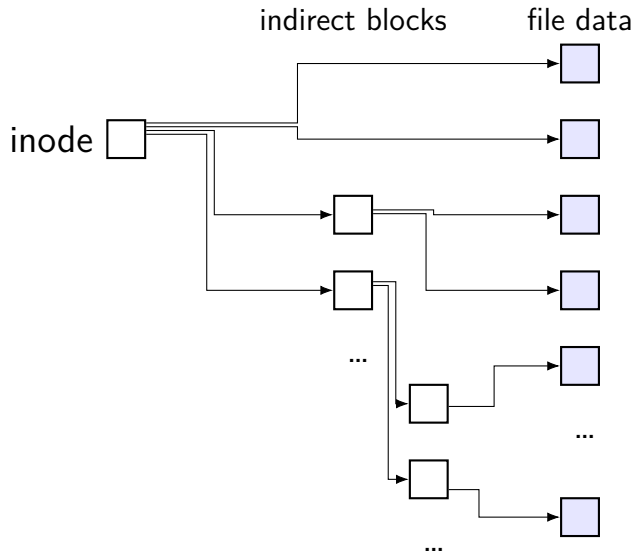 indirect blocks
file data
inode
...
...
...